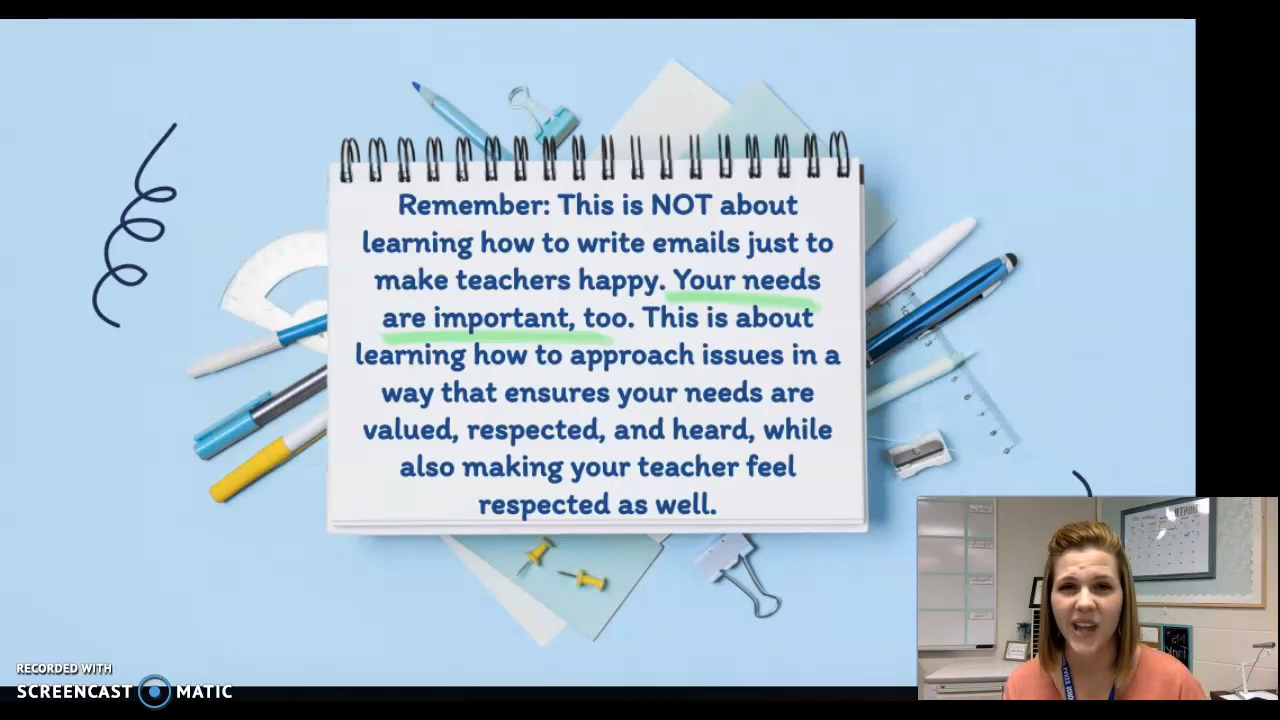 Remember: This is NOT about
learning how to write emails just to
make teachers happy. Your needs
are important, too. This is about
learning how to approach issues in a
way that ensures your needs are
valued, respected, and heard, while
also making your teacher feel
respected as well.
RECORDED WITH
SCREENCAST MATIC